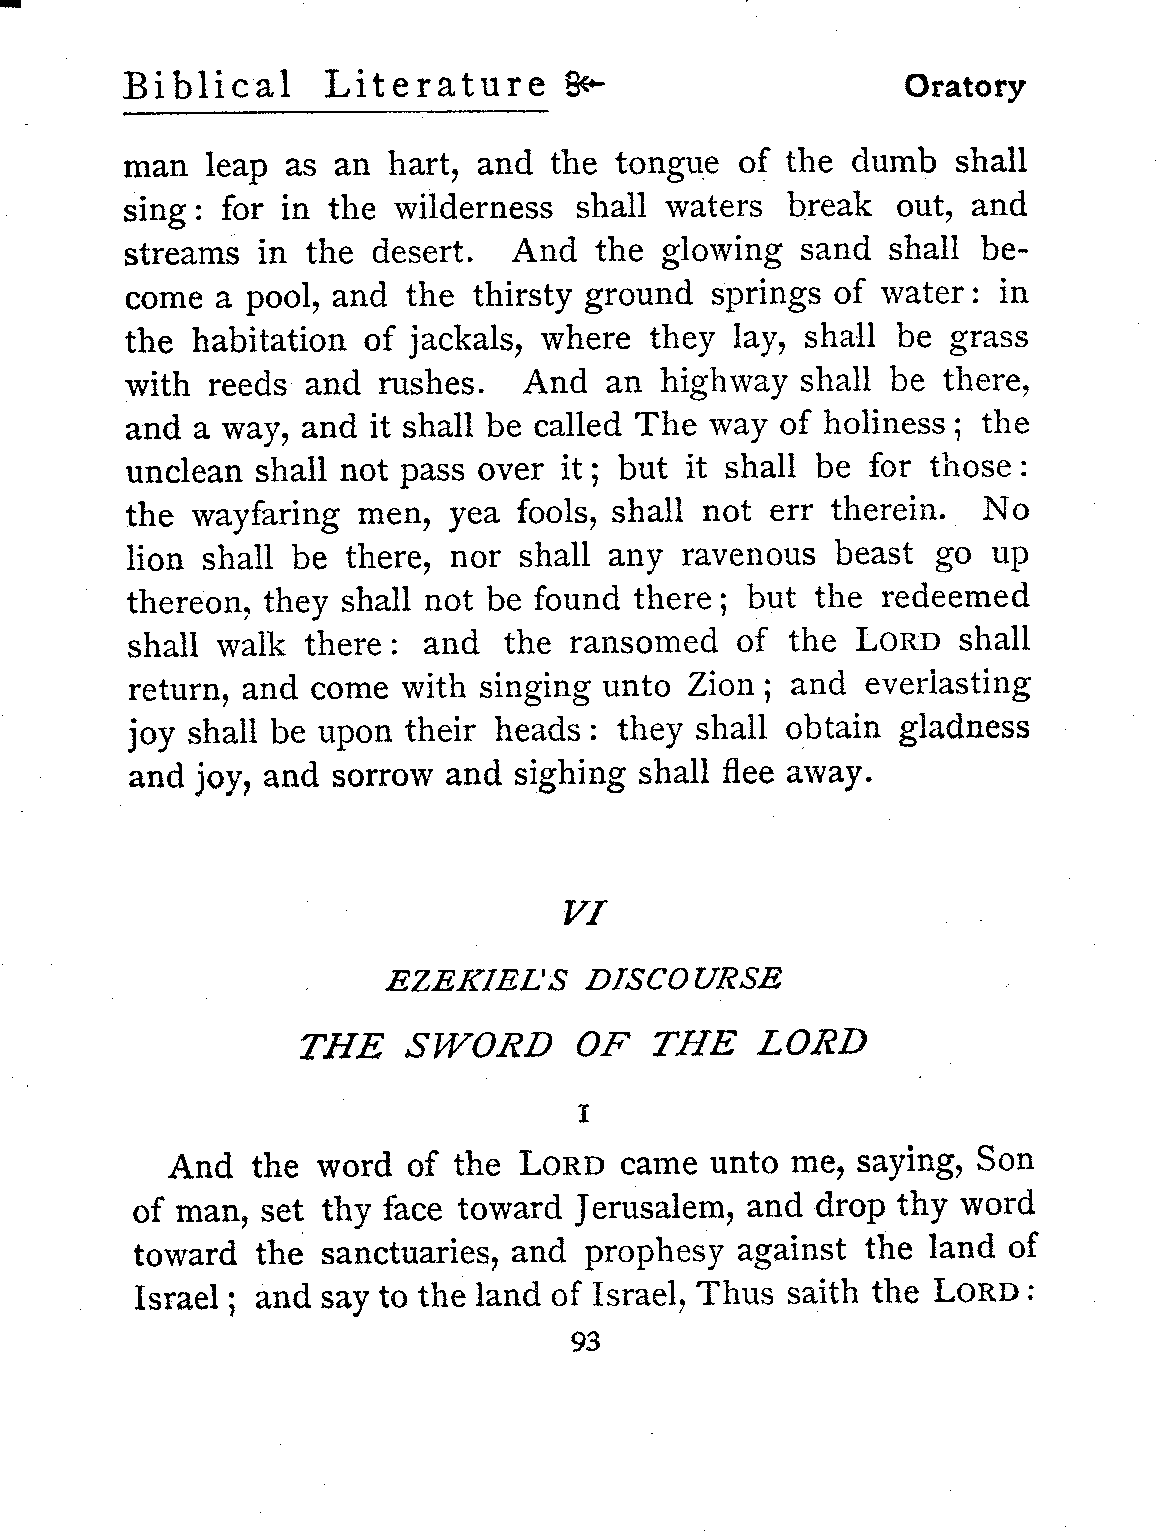 Biblical Literature Oratory
man leap as an hart, and the tongue of the dumb shall
sing: for in the wilderness shall waters break out, and
streams in the desert. And the glowing sand shall be-
come a pool, and the thirsty ground springs of water: in
the habitation of jackals, where they lay, shall be grass
with reeds and rushes. And an highway shall be there,
and a way, and it shall be called The way of holiness; the
unclean shall not pass over it; but it shall be for those:
the wayfaring men, yea fools, shall not err therein. No
lion shall be there, nor shall any ravenous beast go up
thereon, they shall not be found there; but the redeemed
shall walk there: and the ransomed of the LORD shall
return, and come with singing unto Zion; and everlasting
joy shall be upon their heads: they shall obtain gladness
and joy, and sorrow and sighing shall flee away.
VI
EZEKIEL'S DISCOURSE
THE SWORD OF THE LORD
I
And the word of the LORD came unto me, saying, Son
of man, set thy face toward Jerusalem, and drop thy word
toward the sanctuaries, and prophesy against the land of
Israel; and say to the land of Israel, Thus saith the LORD:
93